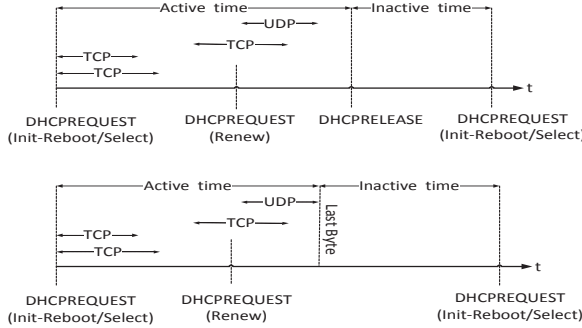 Active time
Inactive time
UDP
TCP
TCP
TCP
t
DHCPREQUEST
(Init-Reboot/Select)
DHCPREQUEST
(Renew)
DHCPRELEASE
DHCPREQUEST
(Init-Reboot/Select)
Active time
Inactive time
UDP
TCP
TCP
TCP
Last Byte
t
DHCPREQUEST
(Init-Reboot/Select)
DHCPREQUEST
(Renew)
DHCPREQUEST
(Init-Reboot/Select)